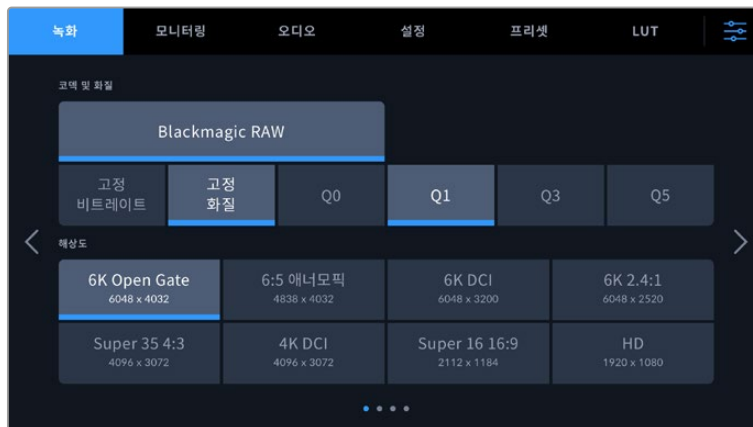 녹화 모니터링 오디오 설정 프리셋 LUT
코덱 및 화질
Blackmagic RAW
고정 비트레이트 고정 화질 Q0 Q1 Q3 Q5
해상도
6K Open Gate 6:5 애너모픽 6K DCI 6K 2.4:1
6048 x 4032 4838 x 4032 6048 x 3200 6048 x 2520
Super 35 4:3 4K DCI Super 16 16:9 HD
4096 x 3072 4096 x 3072 2112 x 1184 1920 x 1080